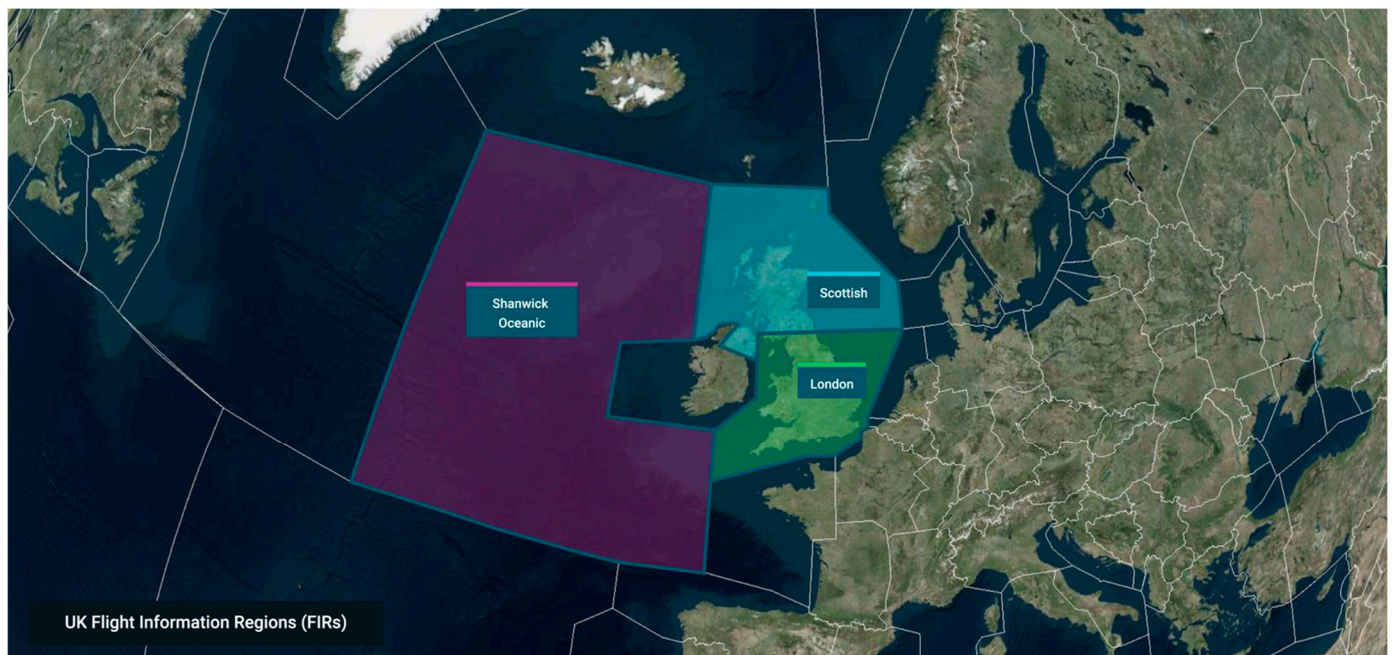 Shanwick
Oceanic
Scottish
London
UK Flight Information Regions (FIRs)